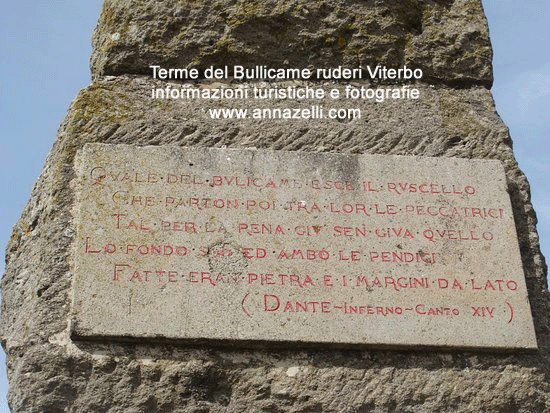 Terme del Bullicame ruderi Viterbo
informazioni turistiche e fotografie
www.annazelli.com
QVALE·DEL·BVLICAME·ESCE·IL·RVSCELLO
CHE·PARTON·POI·TRA·LOR·LE·PECCATRICI
TAL·PER·LA·RENA·GIV·SEN·GIVA·QVELLO
LO·FONDO·SVO·ED·AMBO·LE·PENDICI
FATTE·ERAN·PIETRA·E·I·MARGINI·DA·LATO
(DANTE-INFERNO-CANTO XIV)